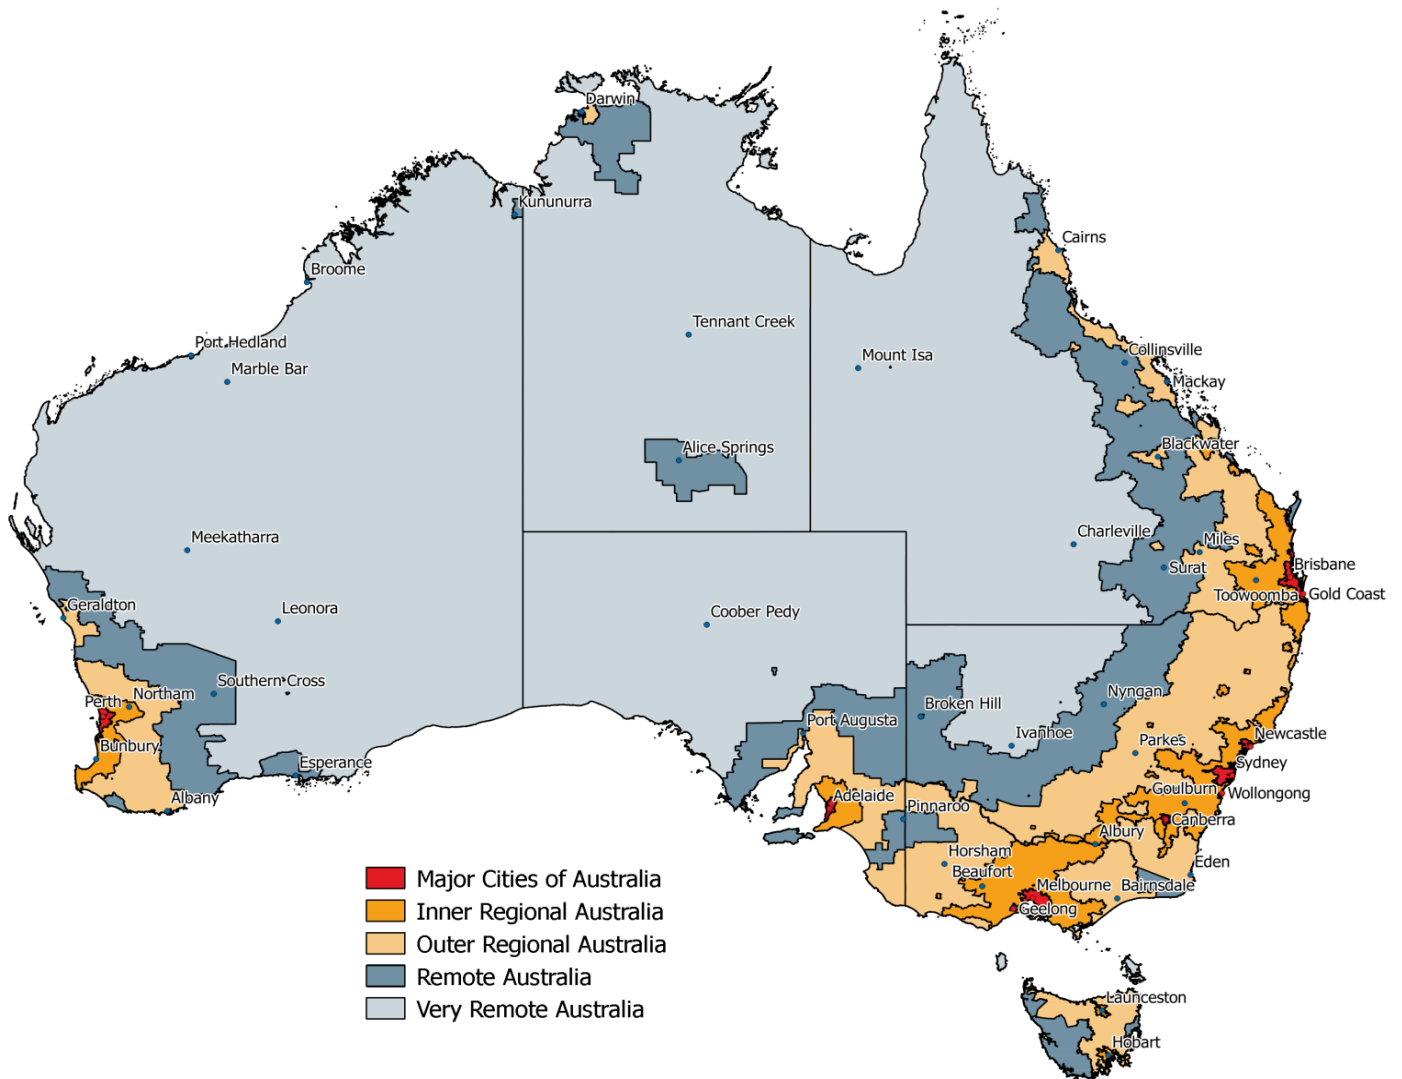 Darwin
Kununurra
Cairns
Broome
Tennant Creek
Port Hedland
Collinsville
Mount Isa
Marble Bar
Mackay
Blackwater
Alice Springs
Charleville
Meekatharra
Miles
Brisbane
Surat
Toowoomba
Gold Coast
Geraldton
Leonora
Coober Pedy
Southern Cross
Nyngan
Perth
Northam
Broken Hill
Port Augusta
Ivanhoe
Newcastle
Parkes
Bunbury
Esperance
Sydney
Goulburn
Wollongong
Albany
Adelaide
Pinnaroo
Canberra
Albury
Horsham
Eden
Beaufort
Melbourne
Bairnsdale
Geelong
Major Cities of Australia
Inner Regional Australia
Outer Regional Australia
Remote Australia
Very Remote Australia
Launceston
Hobart